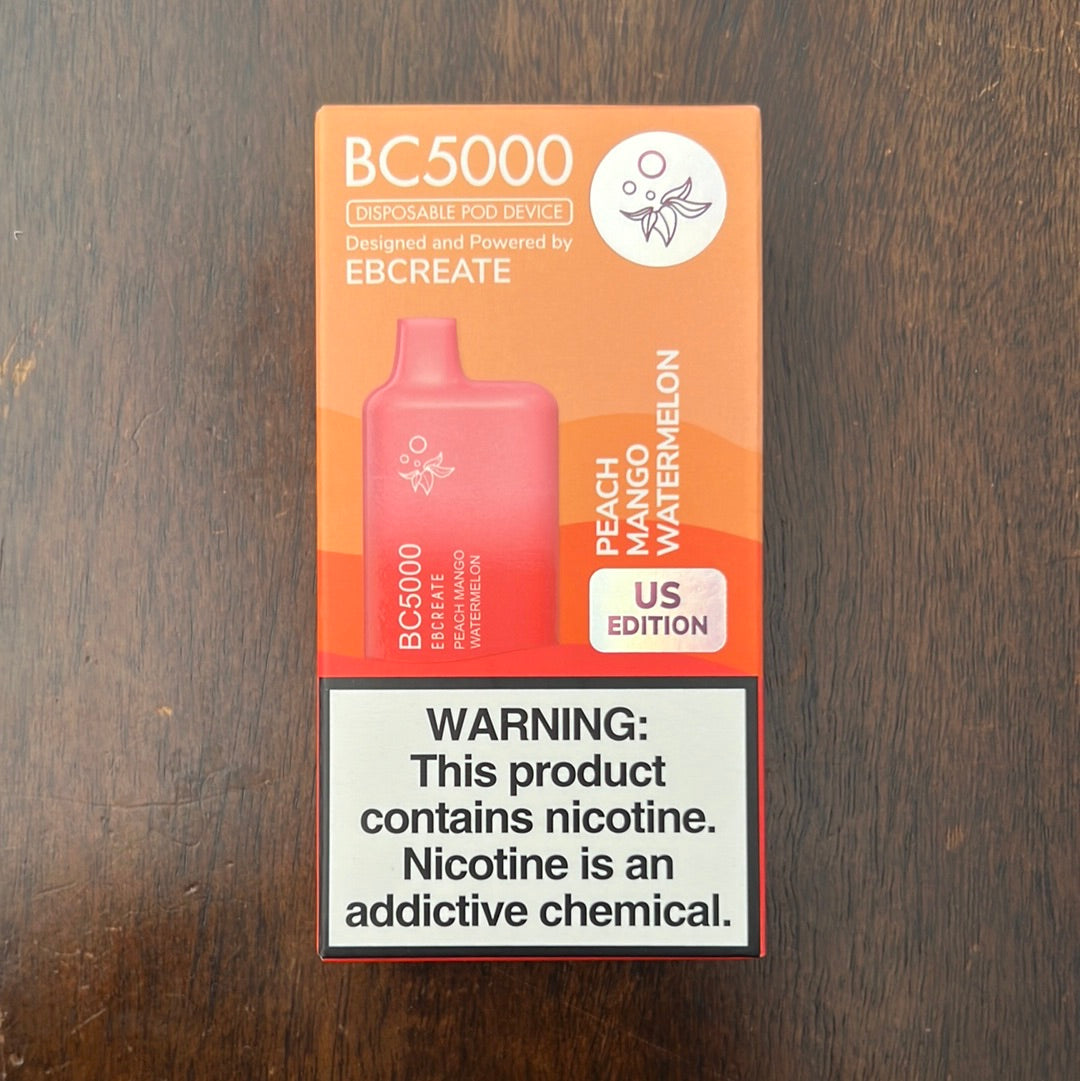 BC5000
DISPOSABLE POD DEVICE
Designed and Powered by
EBCREATE
PEACH
MANGO
WATERMELON
US
EDITION
BC5000
EBCREATE
PEACH MANGO
WATERMELON
WARNING:
This product
contains nicotine.
Nicotine is an
addictive chemical.